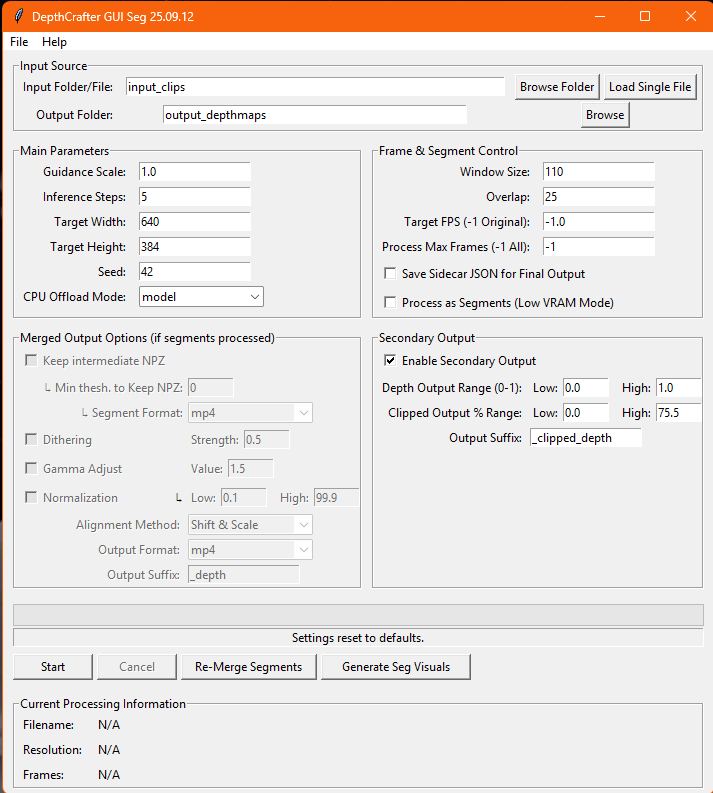 DepthCrafter GUI Seg 25.09.12
File Help
Input Source
Input Folder/File: input_clips Browse Folder Load Single File
Output Folder: output_depthmaps Browse
Main Parameters
Guidance Scale: 1.0
Inference Steps: 5
Target Width: 640
Target Height: 384
Seed: 42
CPU Offload Mode: model
Frame & Segment Control
Window Size: 110
Overlap: 25
Target FPS (-1 Original): -1.0
Process Max Frames (-1 All): -1
Save Sidecar JSON for Final Output
Process as Segments (Low VRAM Mode)
Merged Output Options (if segments processed)
Keep intermediate NPZ
↳ Min thesh. to Keep NPZ: 0
↳ Segment Format: mp4
Dithering Strength: 0.5
Gamma Adjust Value: 1.5
Normalization ↳ Low: 0.1 High: 99.9
Alignment Method: Shift & Scale
Output Format: mp4
Output Suffix: _depth
Secondary Output
Enable Secondary Output
Depth Output Range (0-1): Low: 0.0 High: 1.0
Clipped Output % Range: Low: 0.0 High: 75.5
Output Suffix: _clipped_depth
Settings reset to defaults.
Start Cancel Re-Merge Segments Generate Seg Visuals
Current Processing Information
Filename: N/A
Resolution: N/A
Frames: N/A